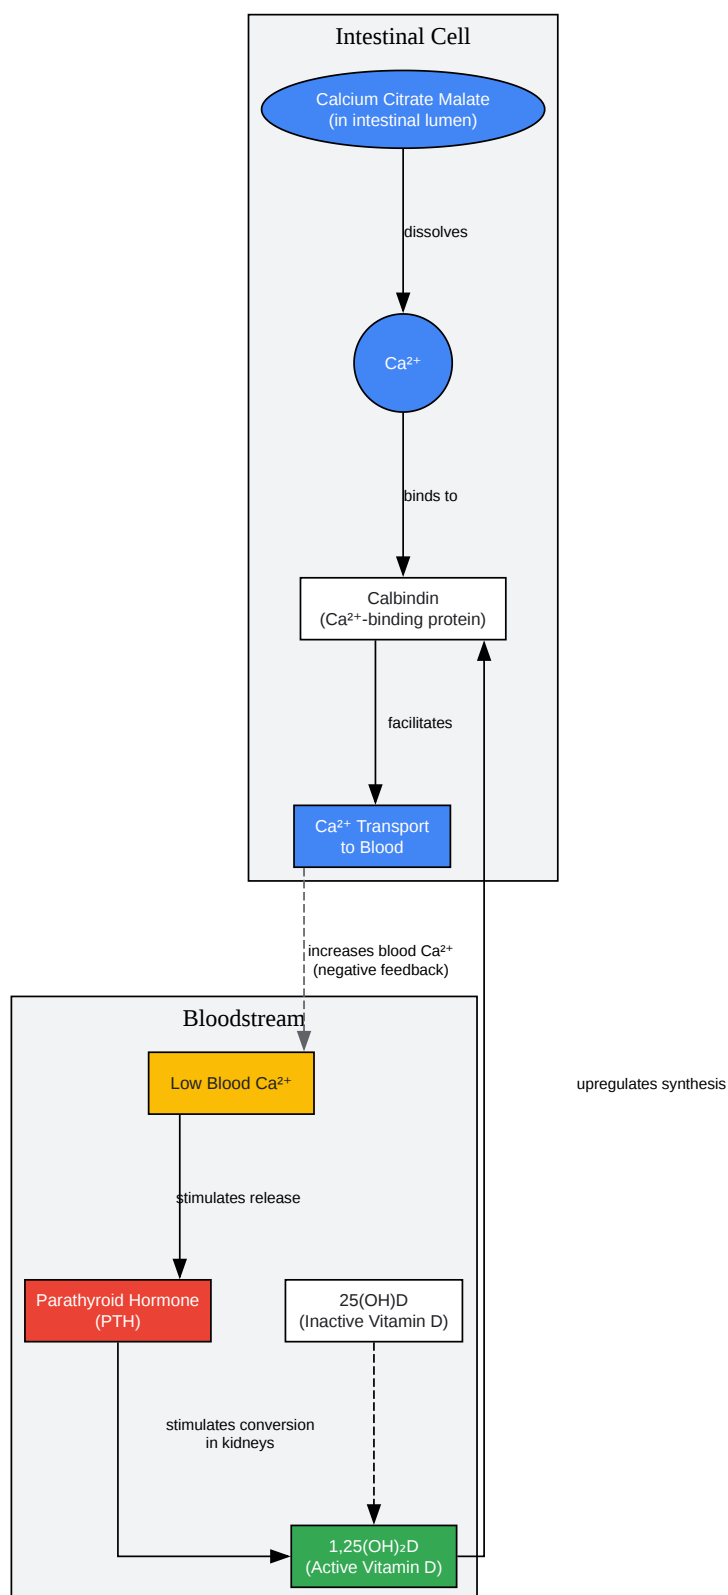 Intestinal Cell
Calcium Citrate Malate
(in intestinal lumen)
dissolves
Ca²⁺
binds to
Calbindin
(Ca²⁺-binding protein)
facilitates
Ca²⁺ Transport
to Blood
increases blood Ca²⁺
(negative feedback)
Bloodstream
Low Blood Ca²⁺
upregulates synthesis
stimulates release
Parathyroid Hormone
(PTH)
25(OH)D
(Inactive Vitamin D)
stimulates conversion
in kidneys
1,25(OH)₂D
(Active Vitamin D)